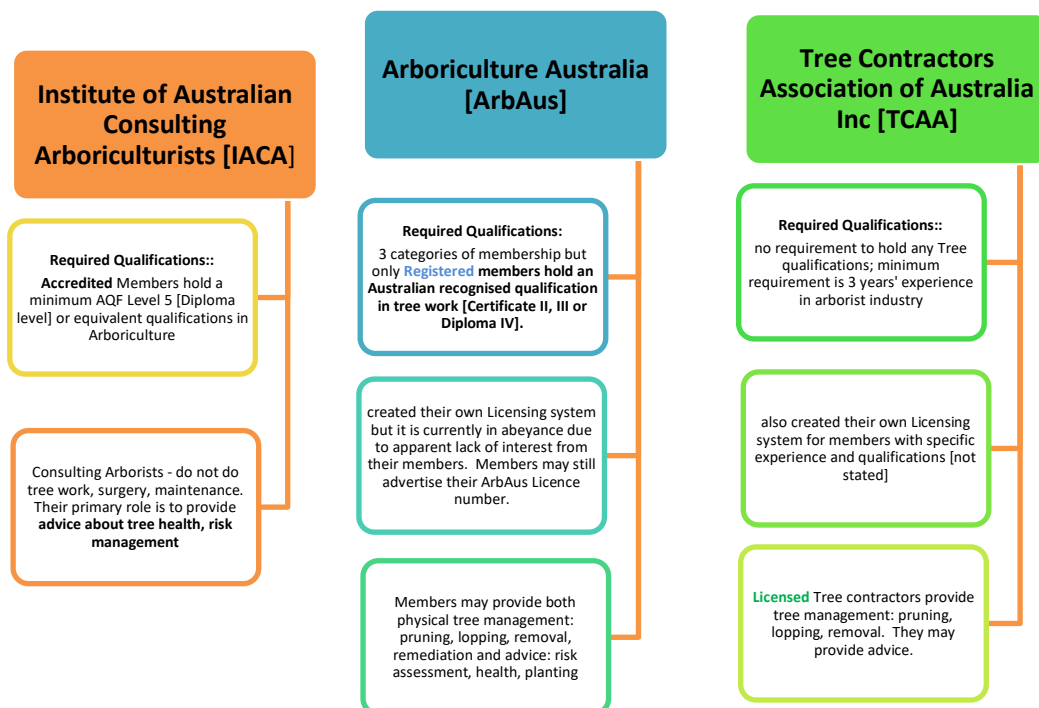 Institute of Australian
Consulting
Arboriculturists [IACA]
Required Qualifications::
Accredited Members hold a
minimum AQF Level 5 [Diploma
level] or equivalent qualifications in
Arboriculture
Consulting Arborists - do not do
tree work, surgery, maintenance.
Their primary role is to provide
advice about tree health, risk
management
Arboriculture Australia
[ArbAus]
Required Qualifications:
3 categories of membership but
only Registered members hold an
Australian recognised qualification
in tree work [Certificate II, III or
Diploma IV].
created their own Licensing system
but it is currently in abeyance due
to apparent lack of interest from
their members. Members may still
advertise their ArbAus Licence
number.
Members may provide both
physical tree management:
pruning, lopping, removal,
remediation and advice: risk
assessment, health, planting
Tree Contractors
Association of Australia
Inc [TCAA]
Required Qualifications::
no requirement to hold any Tree
qualifications; minimum
requirement is 3 years' experience
in arborist industry
also created their own Licensing
system for members with specific
experience and qualifications [not
stated]
Licensed Tree contractors provide
tree management: pruning,
lopping, removal. They may
provide advice.